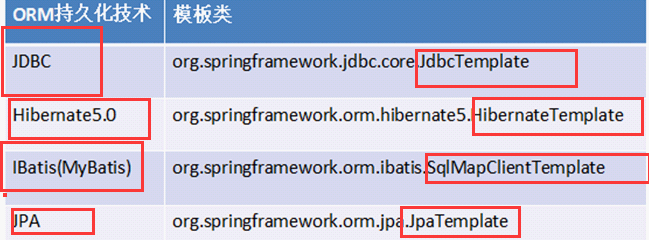 ORM持久化技术 模板类
JDBC org.springframework.jdbc.core.JdbcTemplate
Hibernate5.0 org.springframework.orm.hibernate5.HibernateTemplate
IBatis(MyBatis) org.springframework.orm.ibatis.SqlMapClientTemplate
JPA org.springframework.orm.jpa.JpaTemplate